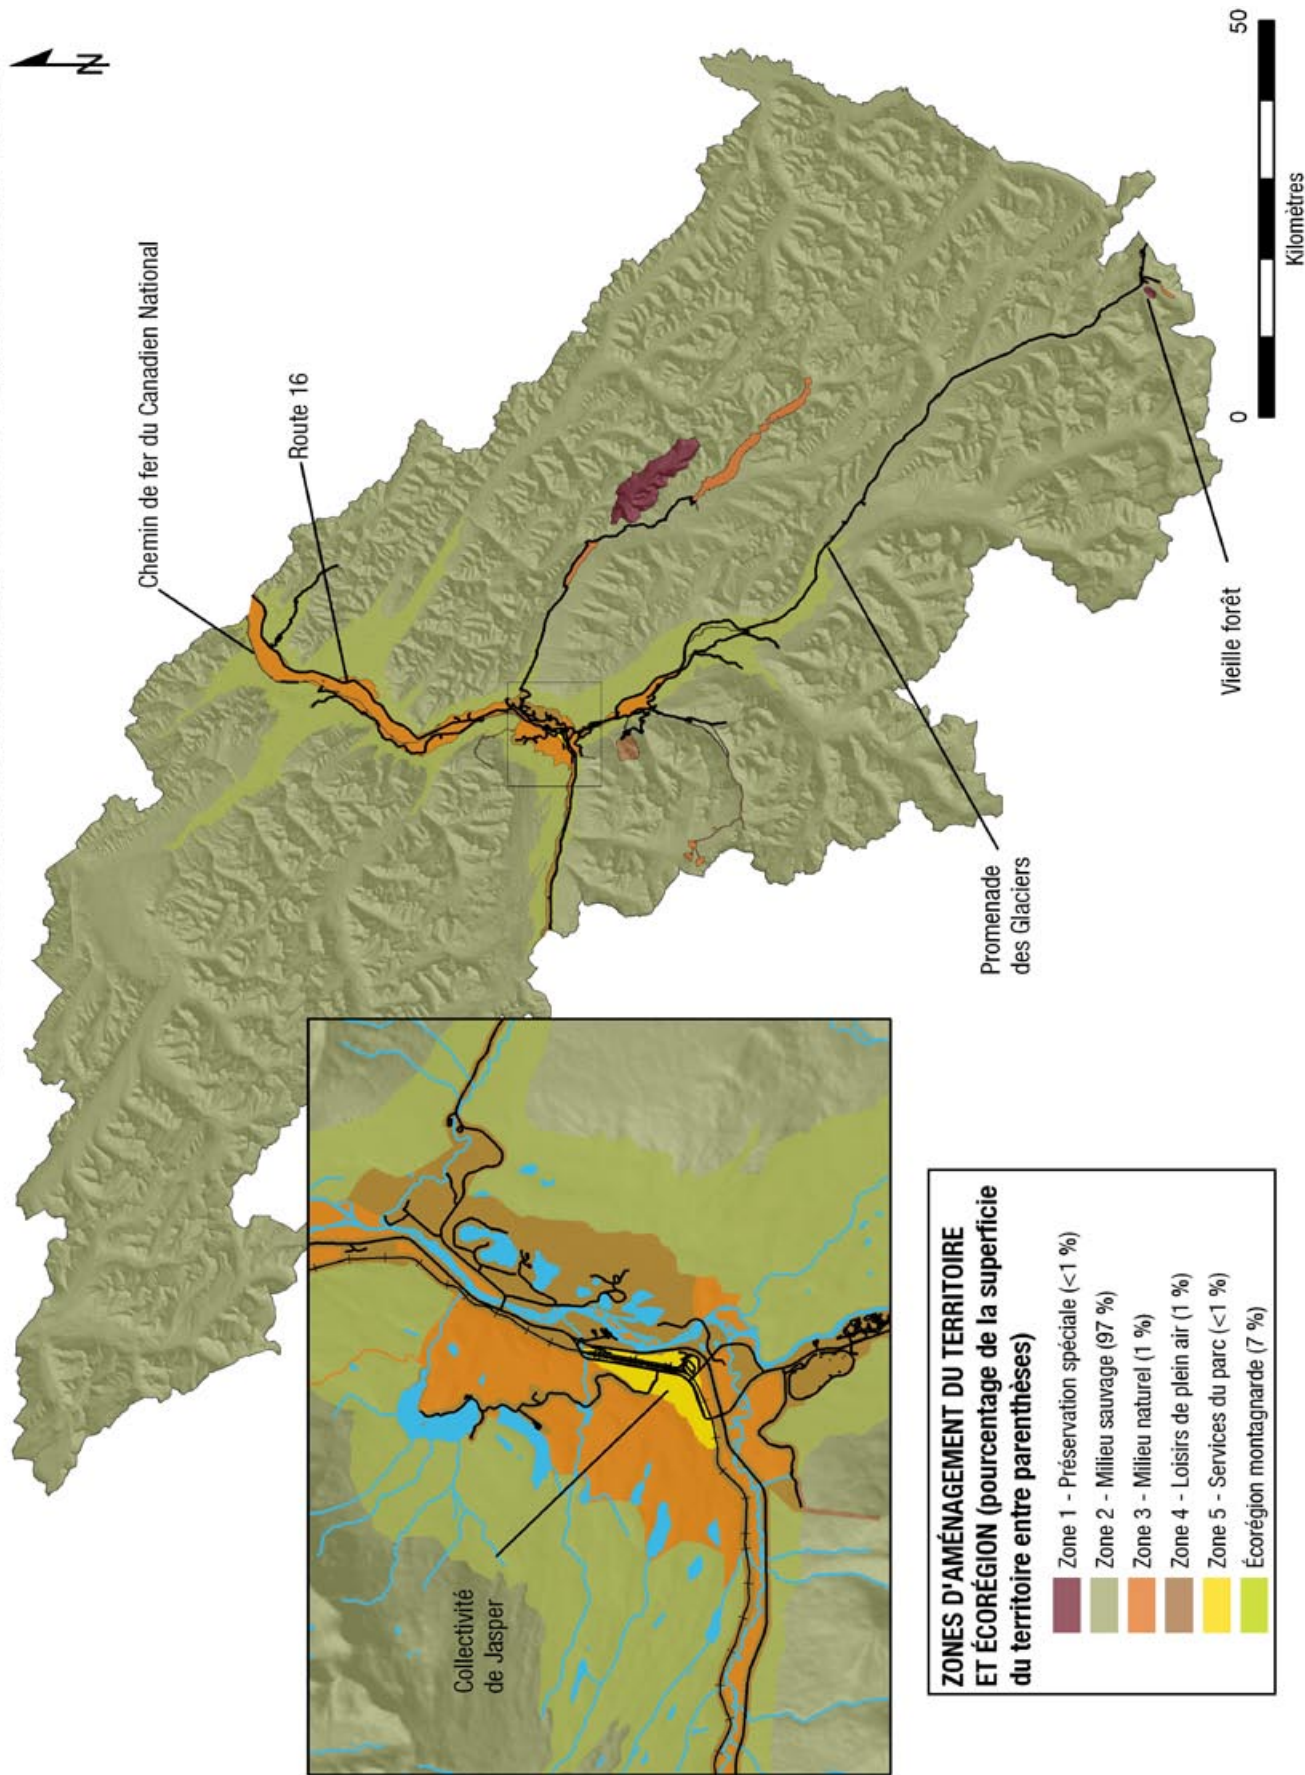 N
Chemin de fer du Canadien National
Route 16
Promenade
des Glaciers
Vieille forêt
0
50
Kilomètres
Collectivité
de Jasper
ZONES D'AMÉNAGEMENT DU TERRITOIRE
ET ÉCORÉGION (pourcentage de la superficie
du territoire entre parenthèses)
Zone 1 - Préservation spéciale (<1 %)
Zone 2 - Milieu sauvage (97 %)
Zone 3 - Milieu naturel (1 %)
Zone 4 - Loisirs de plein air (1 %)
Zone 5 - Services du parc (<1 %)
Écorégion montagnarde (7 %)